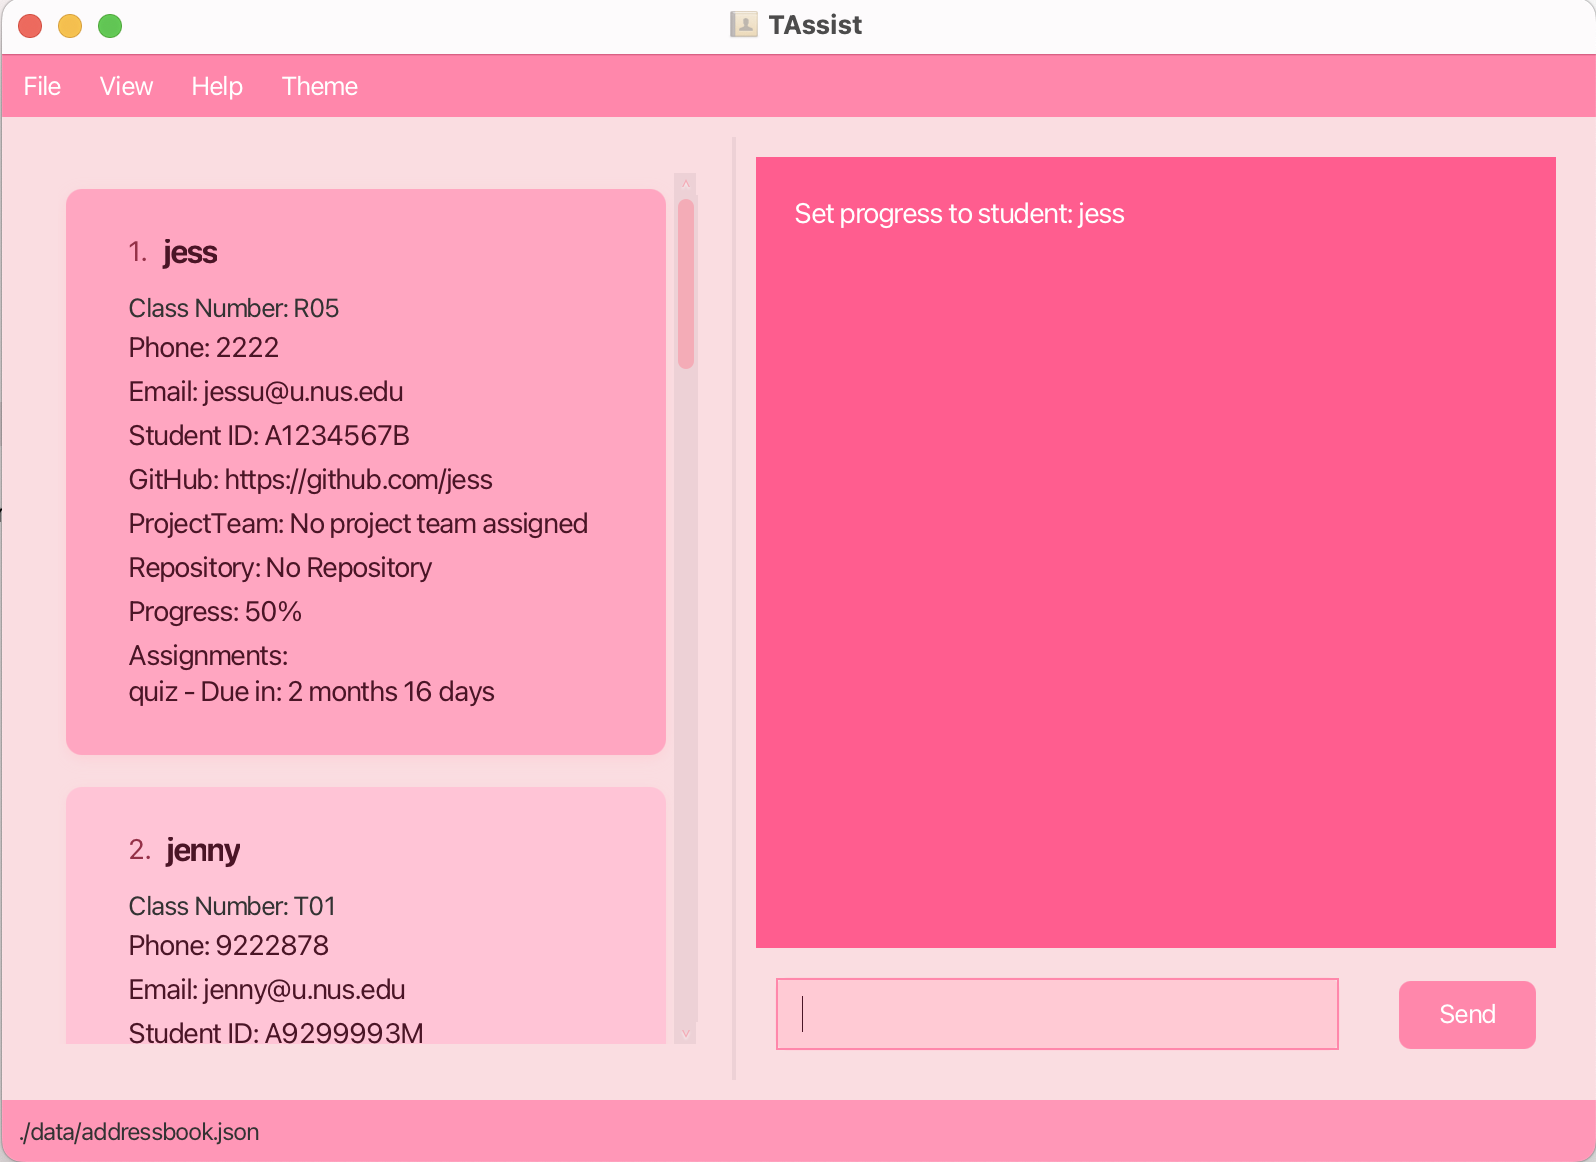 TAssist
File View Help Theme
1. jess
Class Number: R05
Phone: 2222
Email: jessu@u.nus.edu
Student ID: A1234567B
GitHub: https://github.com/jess
ProjectTeam: No project team assigned
Repository: No Repository
Progress: 50%
Assignments:
quiz - Due in: 2 months 16 days
2. jenny
Class Number: T01
Phone: 9222878
Email: jenny@u.nus.edu
Student ID: A9299993M
Set progress to student: jess
Send
./data/addressbook.json